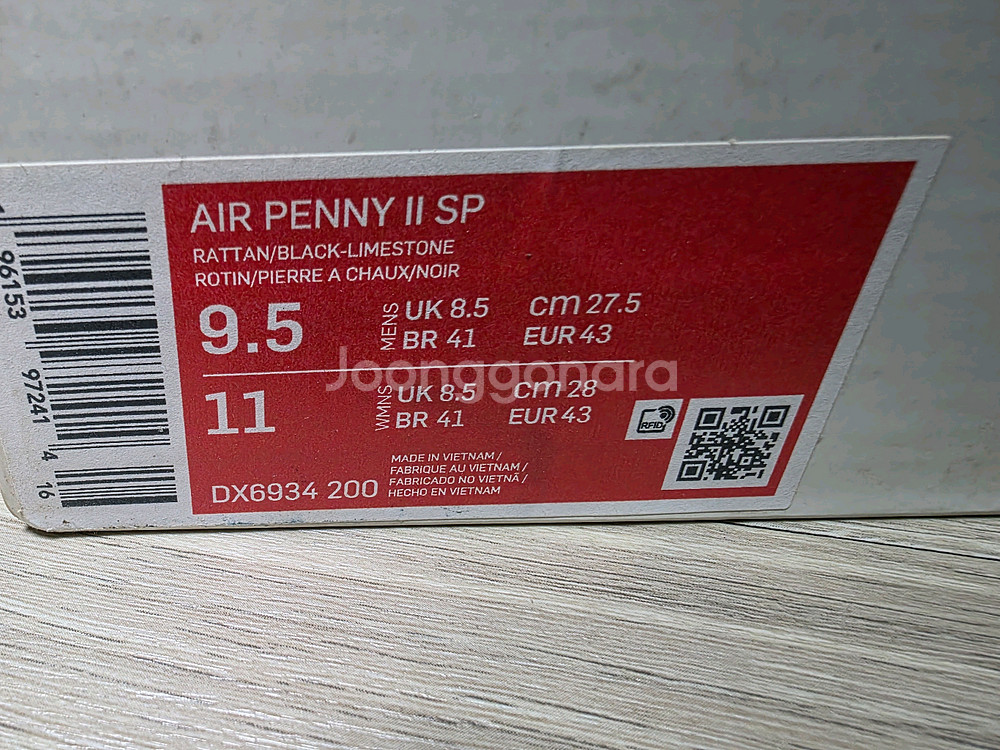 AIR PENNY II SP
RATTAN/BLACK-LIMESTONE
ROTIN/PIERRE A CHAUX/NOIR
9.5
MENS
UK 8.5 cm 27.5
BR 41 EUR 43
Joonggonara
11
WMNS
UK 8.5 cm 28
BR 41 EUR 43
RFID
DX6934 200
MADE IN VIETNAM /
FABRIQUE AU VIETNAM /
FABRICADO NO VIETNÃ /
HECHO EN VIETNAM
96153 97241 4 16